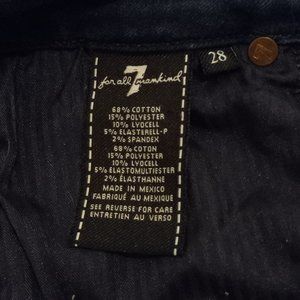 7
for all mankind
28
68% COTTON
15% POLYESTER
10% LYOCELL
5% ELASTERELL-P
2% SPANDEX
68% COTON
15% POLYESTER
10% LYOCELL
5% ELASTOMULTIESTER
2% ÉLASTHANNE
MADE IN MEXICO
FABRIQUÉ AU MEXIQUE
SEE REVERSE FOR CARE
ENTRETIEN AU VERSO